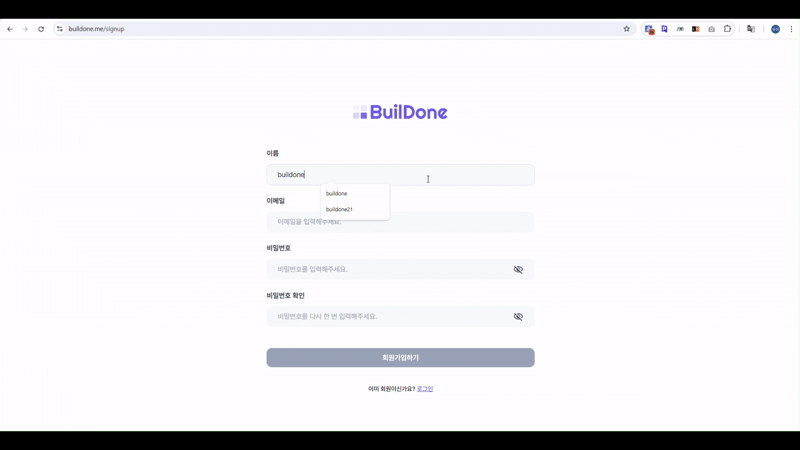 buildone.me/signup
BuilDone
이름
buildone
buildone
buildone21
이메일
이메일을 입력해주세요.
비밀번호
비밀번호를 입력해주세요.
비밀번호 확인
비밀번호를 다시 한 번 입력해주세요.
회원가입하기
이미 회원이신가요? 로그인